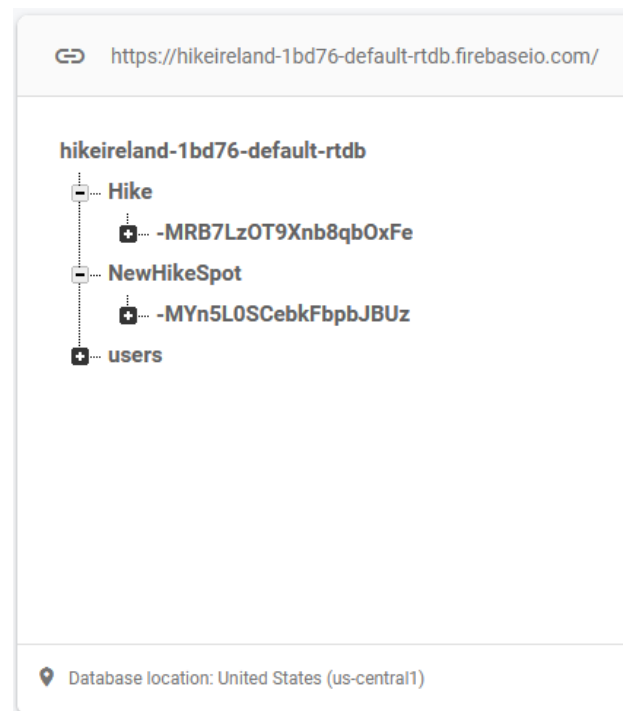 https://hikeireland-1bd76-default-rtdb.firebaseio.com/
hikeireland-1bd76-default-rtdb
Hike
-MRB7LzOT9Xnb8qbOxFe
NewHikeSpot
-MYn5L0SCebkFbpbJBUz
users
Database location: United States (us-central1)